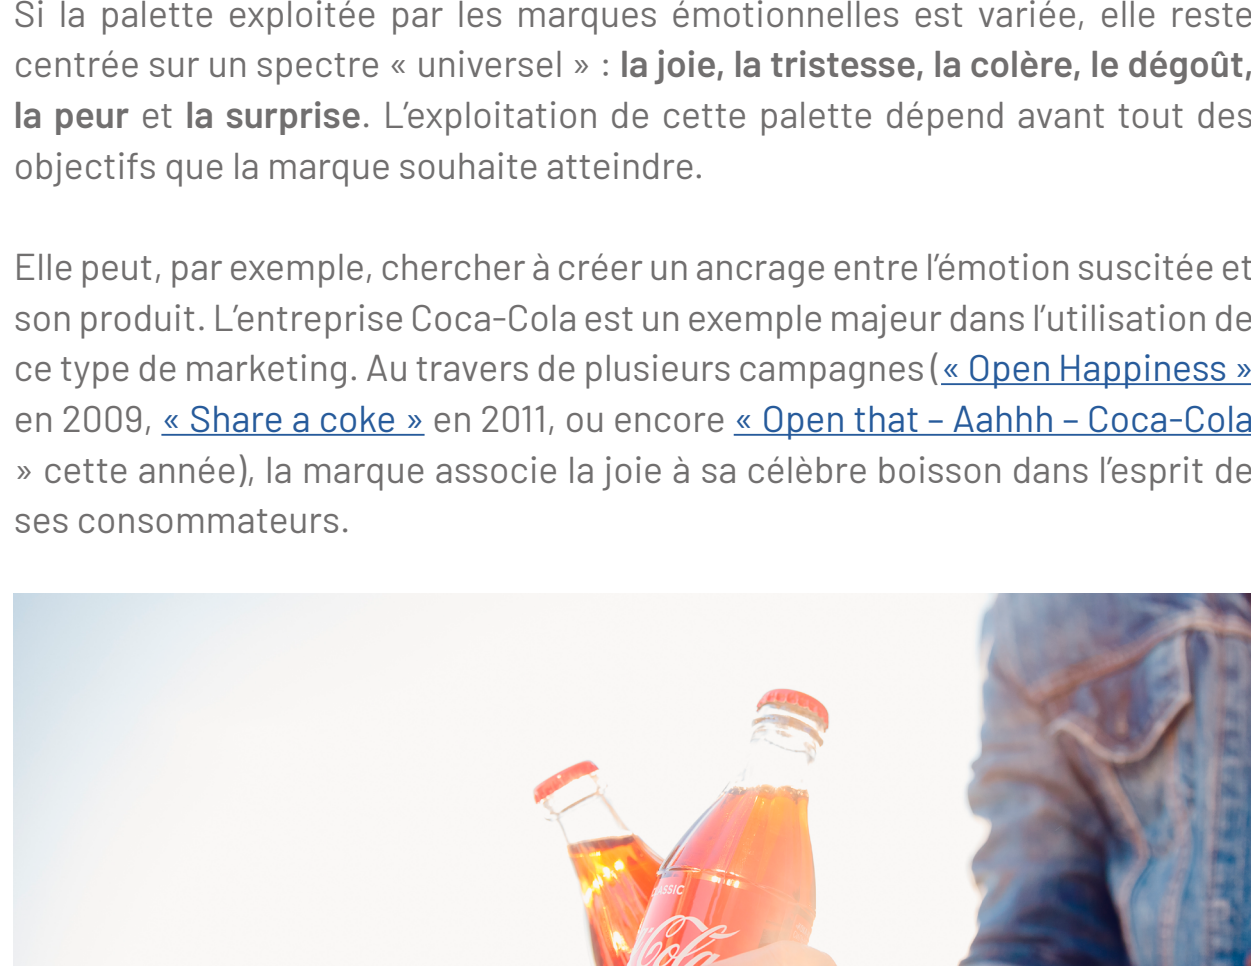 Si la palette exploitée par les marques émotionnelles est variée, elle reste
centrée sur un spectre « universel » : la joie, la tristesse, la colère, le dégoût,
la peur et la surprise. L’exploitation de cette palette dépend avant tout des
objectifs que la marque souhaite atteindre.
Elle peut, par exemple, chercher à créer un ancrage entre l’émotion suscitée et
son produit. L’entreprise Coca-Cola est un exemple majeur dans l’utilisation de
ce type de marketing. Au travers de plusieurs campagnes (« Open Happiness »
en 2009, « Share a coke » en 2011, ou encore « Open that – Aahhh – Coca-Cola
» cette année), la marque associe la joie à sa célèbre boisson dans l’esprit de
ses consommateurs.
ASSIC
Cola